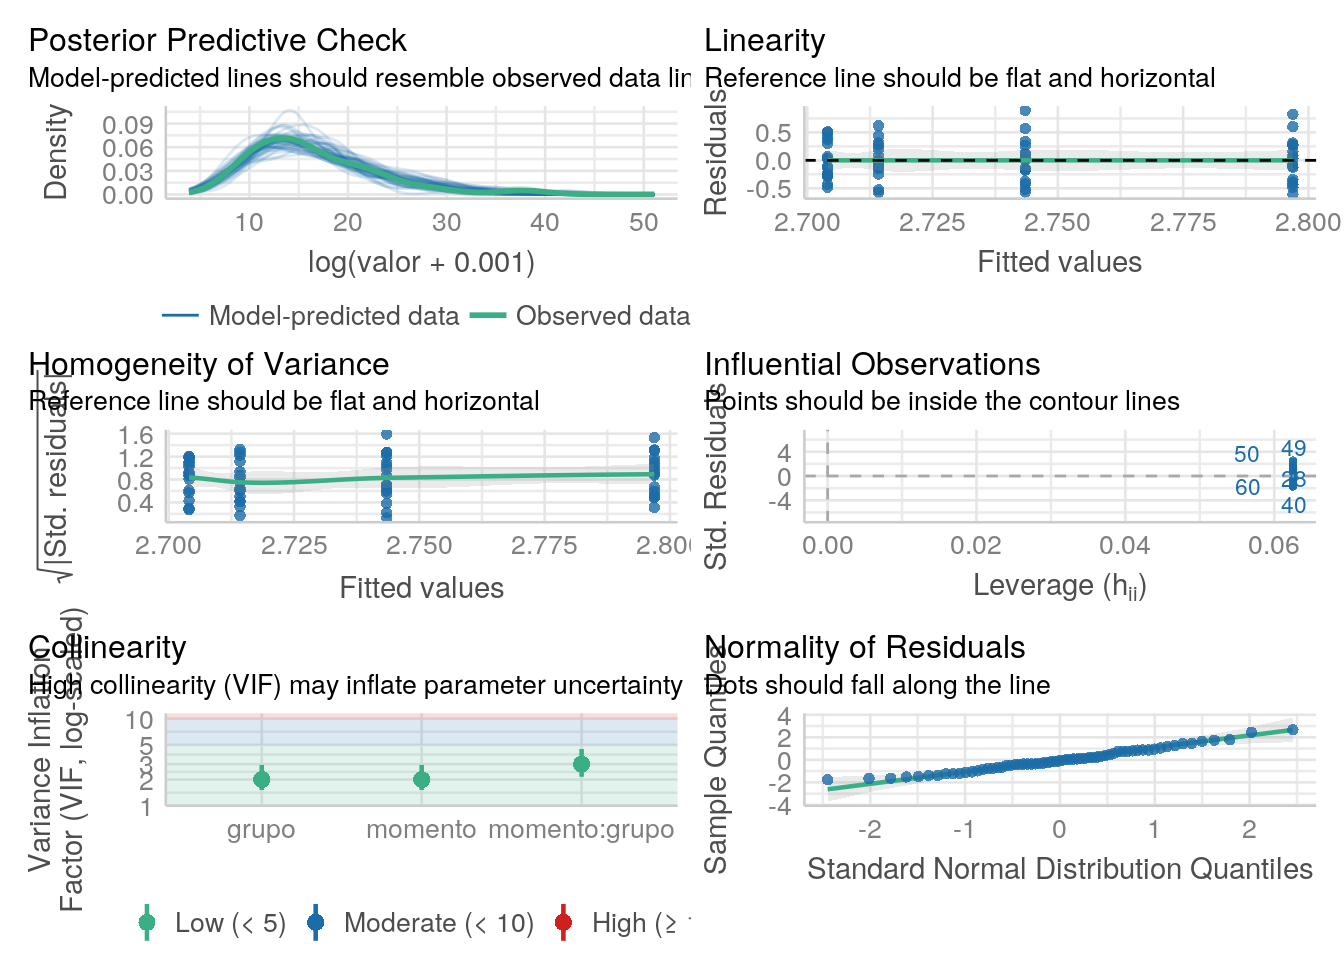 Posterior Predictive Check
Model-predicted lines should resemble observed data lin
Density
0.09
0.06
0.03
0.00
10 20 30 40 50
log(valor + 0.001)
Model-predicted data Observed data
Linearity
Reference line should be flat and horizontal
Residuals
0.5
0.0
-0.5
2.700 2.725 2.750 2.775 2.800
Fitted values
Homogeneity of Variance
Reference line should be flat and horizontal
√|Std. residuals|
1.6
1.2
0.8
0.4
2.700 2.725 2.750 2.775 2.80
Fitted values
Influential Observations
Points should be inside the contour lines
Std. Residuals
4
0
-4
50 49
60 28
40
0.00 0.02 0.04 0.06
Leverage (hii)
Collinearity
High collinearity (VIF) may inflate parameter uncertainty
Variance Inflation
Factor (VIF, log-scaled)
10
5
3
2
1
grupo momento momento:grupo
Low (< 5) Moderate (< 10) High (≥
Normality of Residuals
Dots should fall along the line
Sample Quantiles
4
2
0
-2
-4
-2 -1 0 1 2
Standard Normal Distribution Quantiles